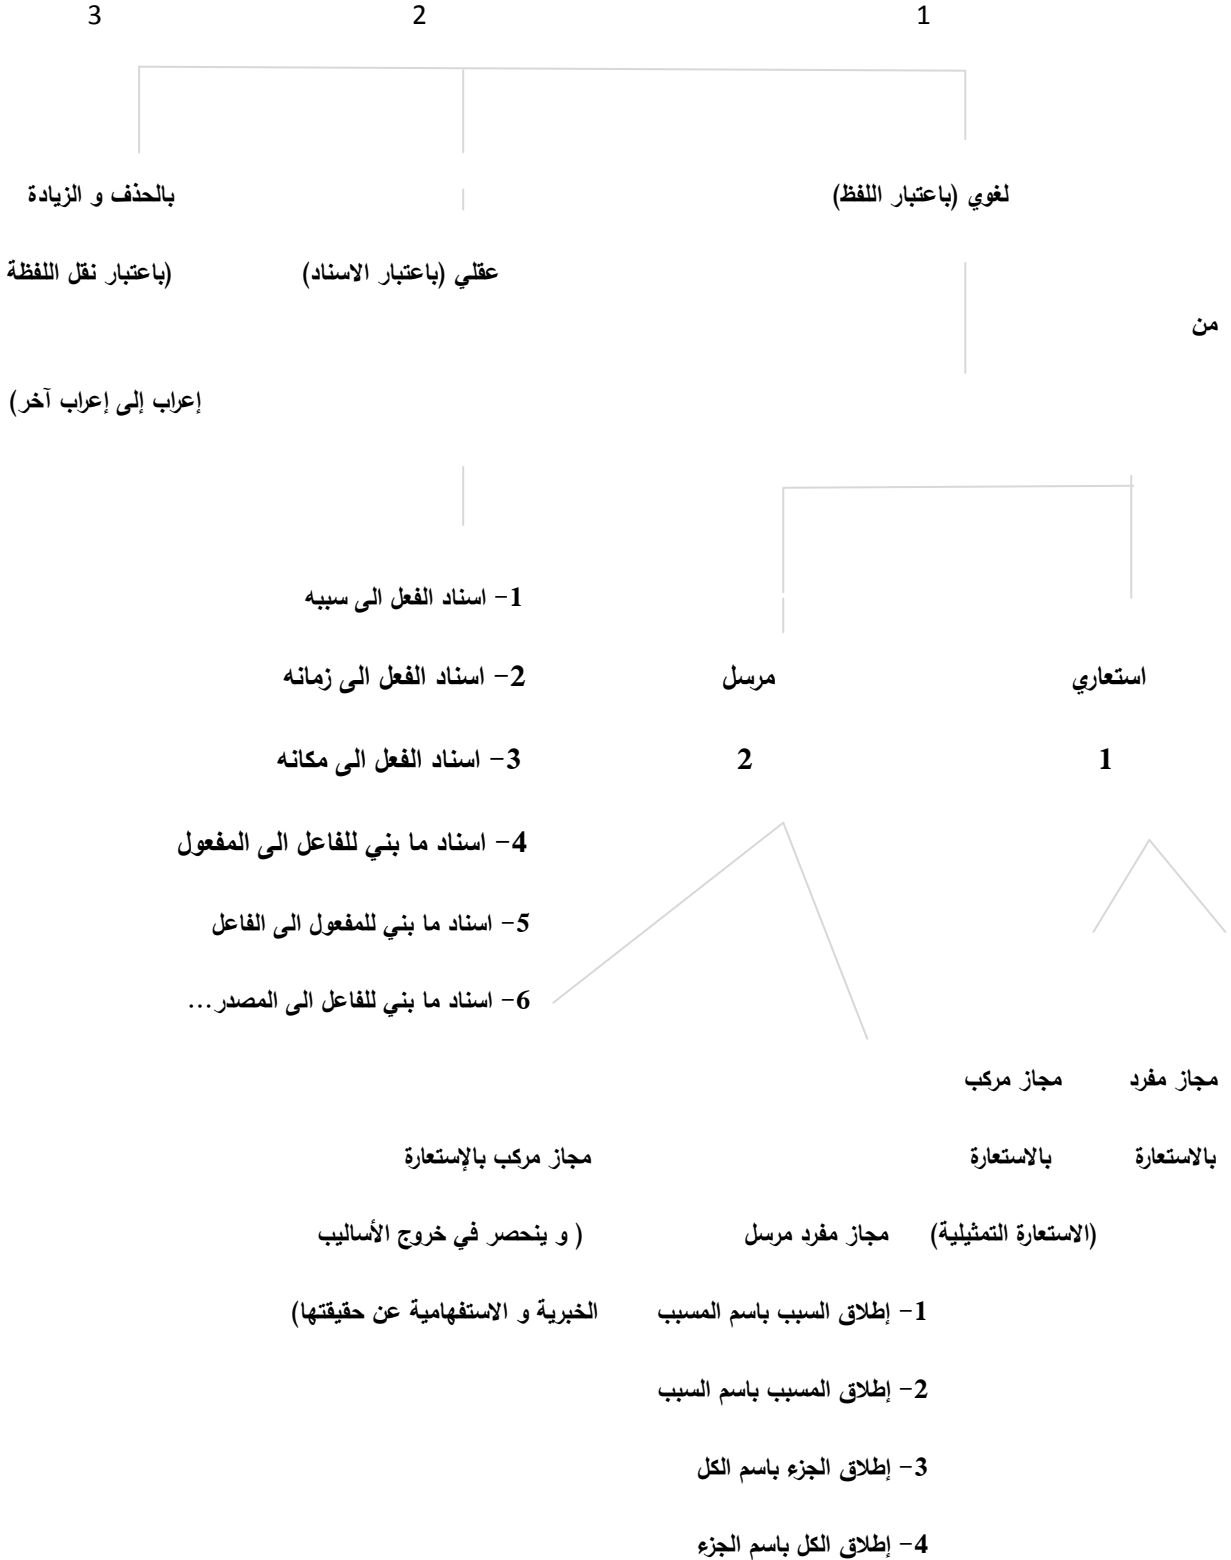 1 2 3
لغوي (باعتبار اللفظ) بالحذف و الزيادة
عقلي (باعتبار الاسناد) (باعتبار نقل اللفظة
من
إعراب إلى إعراب آخر)
1- اسناد الفعل الى سببه
استعاري مرسل 2- اسناد الفعل الى زمانه
1 2 3- اسناد الفعل الى مكانه
4- اسناد ما بني للفاعل الى المفعول
5- اسناد ما بني للمفعول الى الفاعل
6- اسناد ما بني للفاعل الى المصدر...
مجاز مفرد مجاز مركب
بالاستعارة بالاستعارة مجاز مركب بالإستعارة
(الاستعارة التمثيلية) مجاز مفرد مرسل ( و ينحصر في خروج الأساليب
1- إطلاق السبب باسم المسبب الخبرية و الاستفهامية عن حقيقتها)
2- إطلاق المسبب باسم السبب
3- إطلاق الجزء باسم الكل
4- إطلاق الكل باسم الجزء